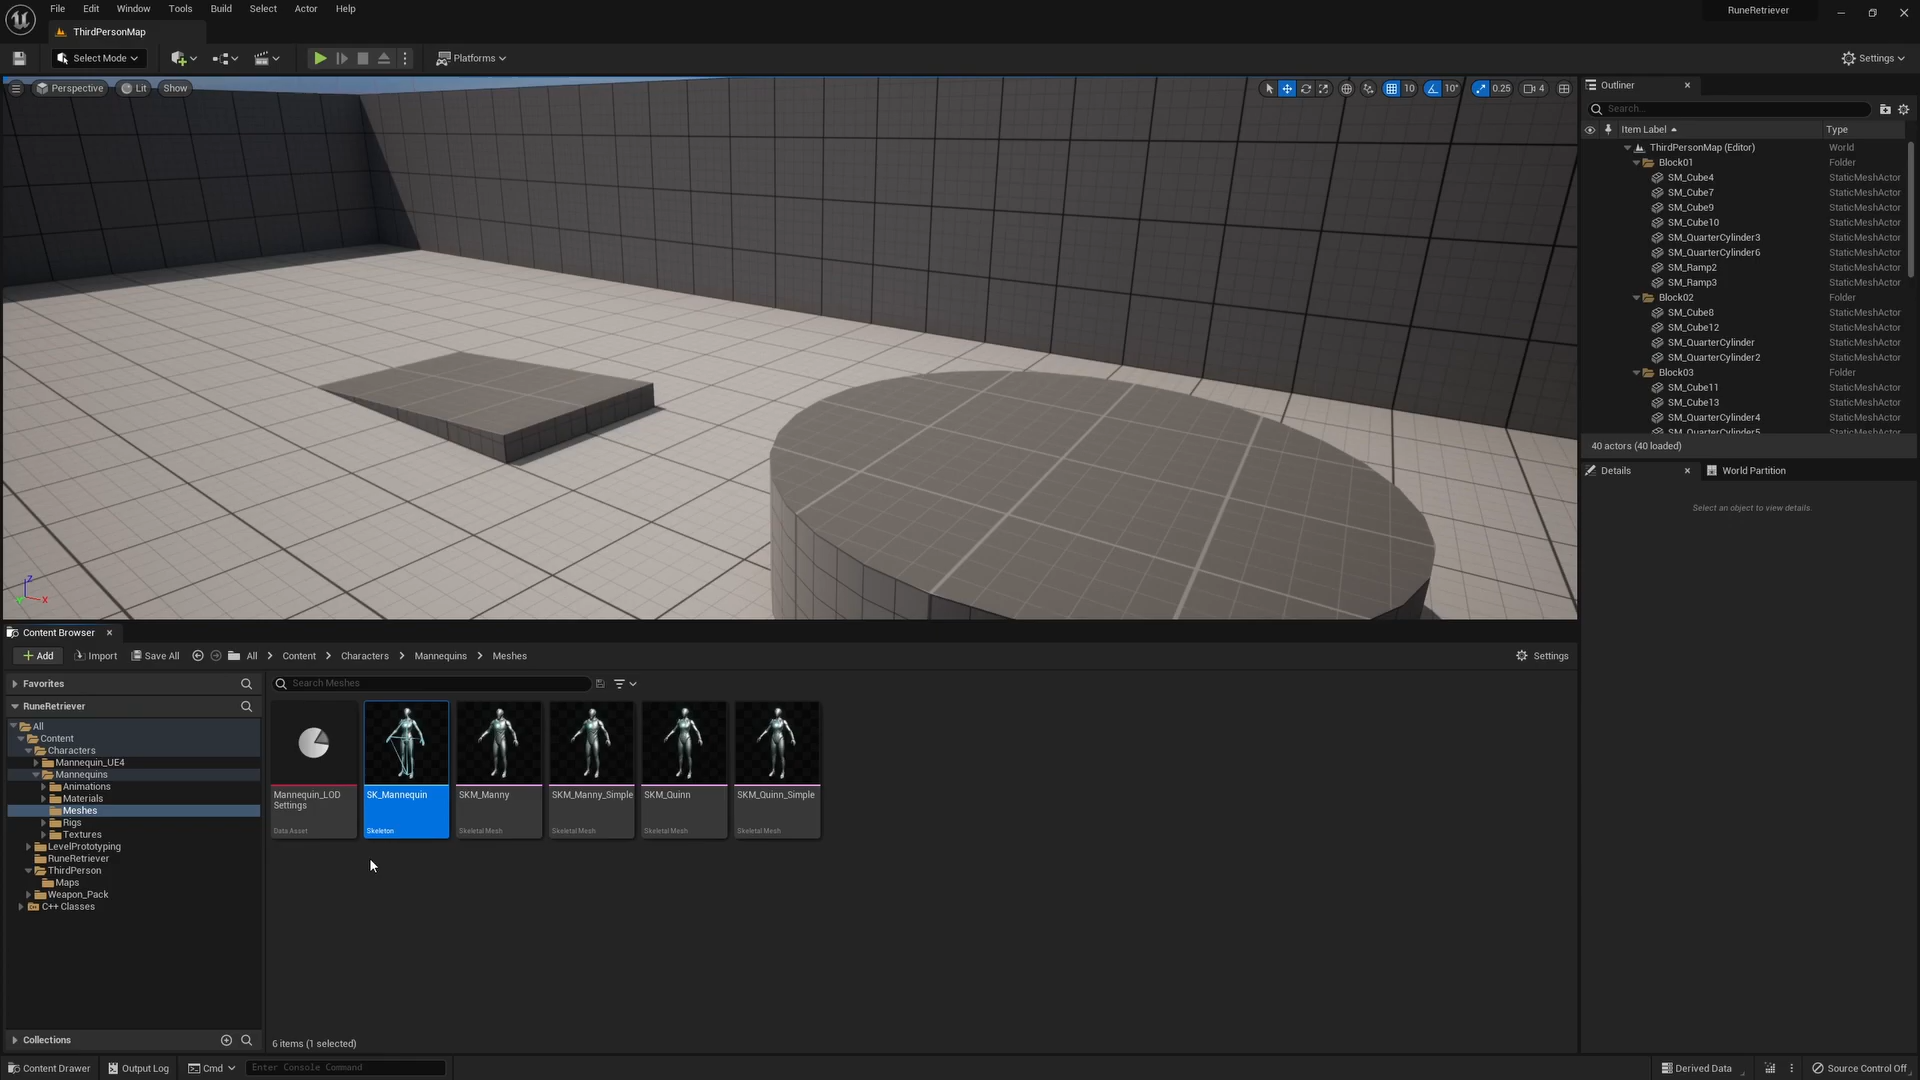 File Edit Window Tools Build Select Actor Help
RuneRetriever
ThirdPersonMap
Select Mode
Platforms
Settings
Perspective Lit Show
10 10° 0.25 4
Outliner
Search...
Item Label Type
ThirdPersonMap (Editor) World
Block01 Folder
SM_Cube4 StaticMeshActor
SM_Cube7 StaticMeshActor
SM_Cube9 StaticMeshActor
SM_Cube10 StaticMeshActor
SM_QuarterCylinder3 StaticMeshActor
SM_QuarterCylinder6 StaticMeshActor
SM_Ramp2 StaticMeshActor
SM_Ramp3 StaticMeshActor
Block02 Folder
SM_Cube8 StaticMeshActor
SM_Cube12 StaticMeshActor
SM_QuarterCylinder StaticMeshActor
SM_QuarterCylinder2 StaticMeshActor
Block03 Folder
SM_Cube11 StaticMeshActor
SM_Cube13 StaticMeshActor
SM_QuarterCylinder4 StaticMeshActor
SM_QuarterCylinder5 StaticMeshActor
40 actors (40 loaded)
Details World Partition
Select an object to view details.
Z
X
Content Browser
Add Import Save All All Content Characters Mannequins Meshes Settings
Favorites
RuneRetriever
All
Content
Characters
Mannequin_UE4
Mannequins
Animations
Materials
Meshes
Rigs
Textures
LevelPrototyping
RuneRetriever
ThirdPerson
Maps
Weapon_Pack
C++ Classes
Collections
Search Meshes
Mannequin_LOD
Settings
Data Asset
SK_Mannequin
Skeleton
SKM_Manny
Skeletal Mesh
SKM_Manny_Simple
Skeletal Mesh
SKM_Quinn
Skeletal Mesh
SKM_Quinn_Simple
Skeletal Mesh
6 items (1 selected)
Content Drawer Output Log Cmd Enter Console Command
Derived Data Source Control Off